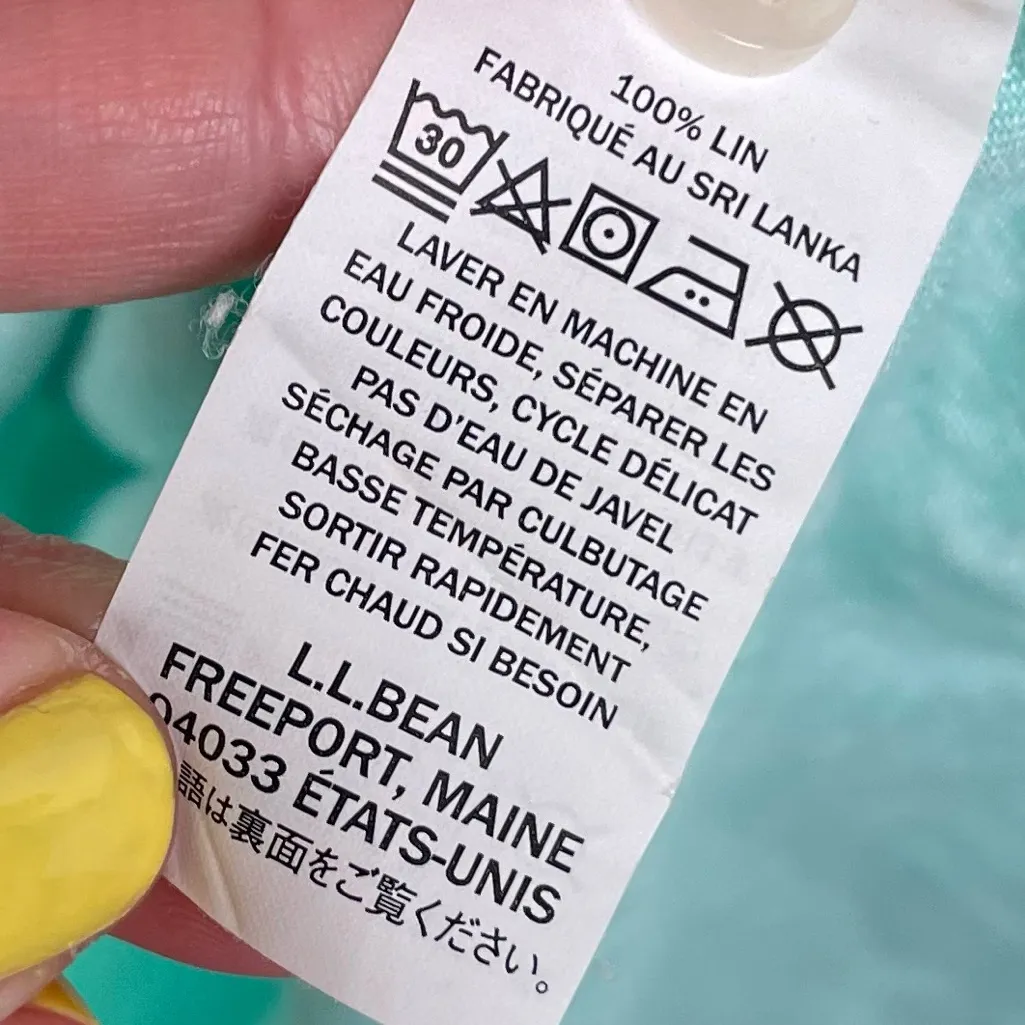 100% LIN
FABRIQUÉ AU SRI LANKA
30
LAVER EN MACHINE EN
EAU FROIDE, SÉPARER LES
COULEURS, CYCLE DÉLICAT
PAS D'EAU DE JAVEL
SÉCHAGE PAR CULBUTAGE
BASSE TEMPÉRATURE,
SORTIR RAPIDEMENT
FER CHAUD SI BESOIN
L.L.BEAN
FREEPORT, MAINE
04033 ÉTATS-UNIS
語は裏面をご覧ください。